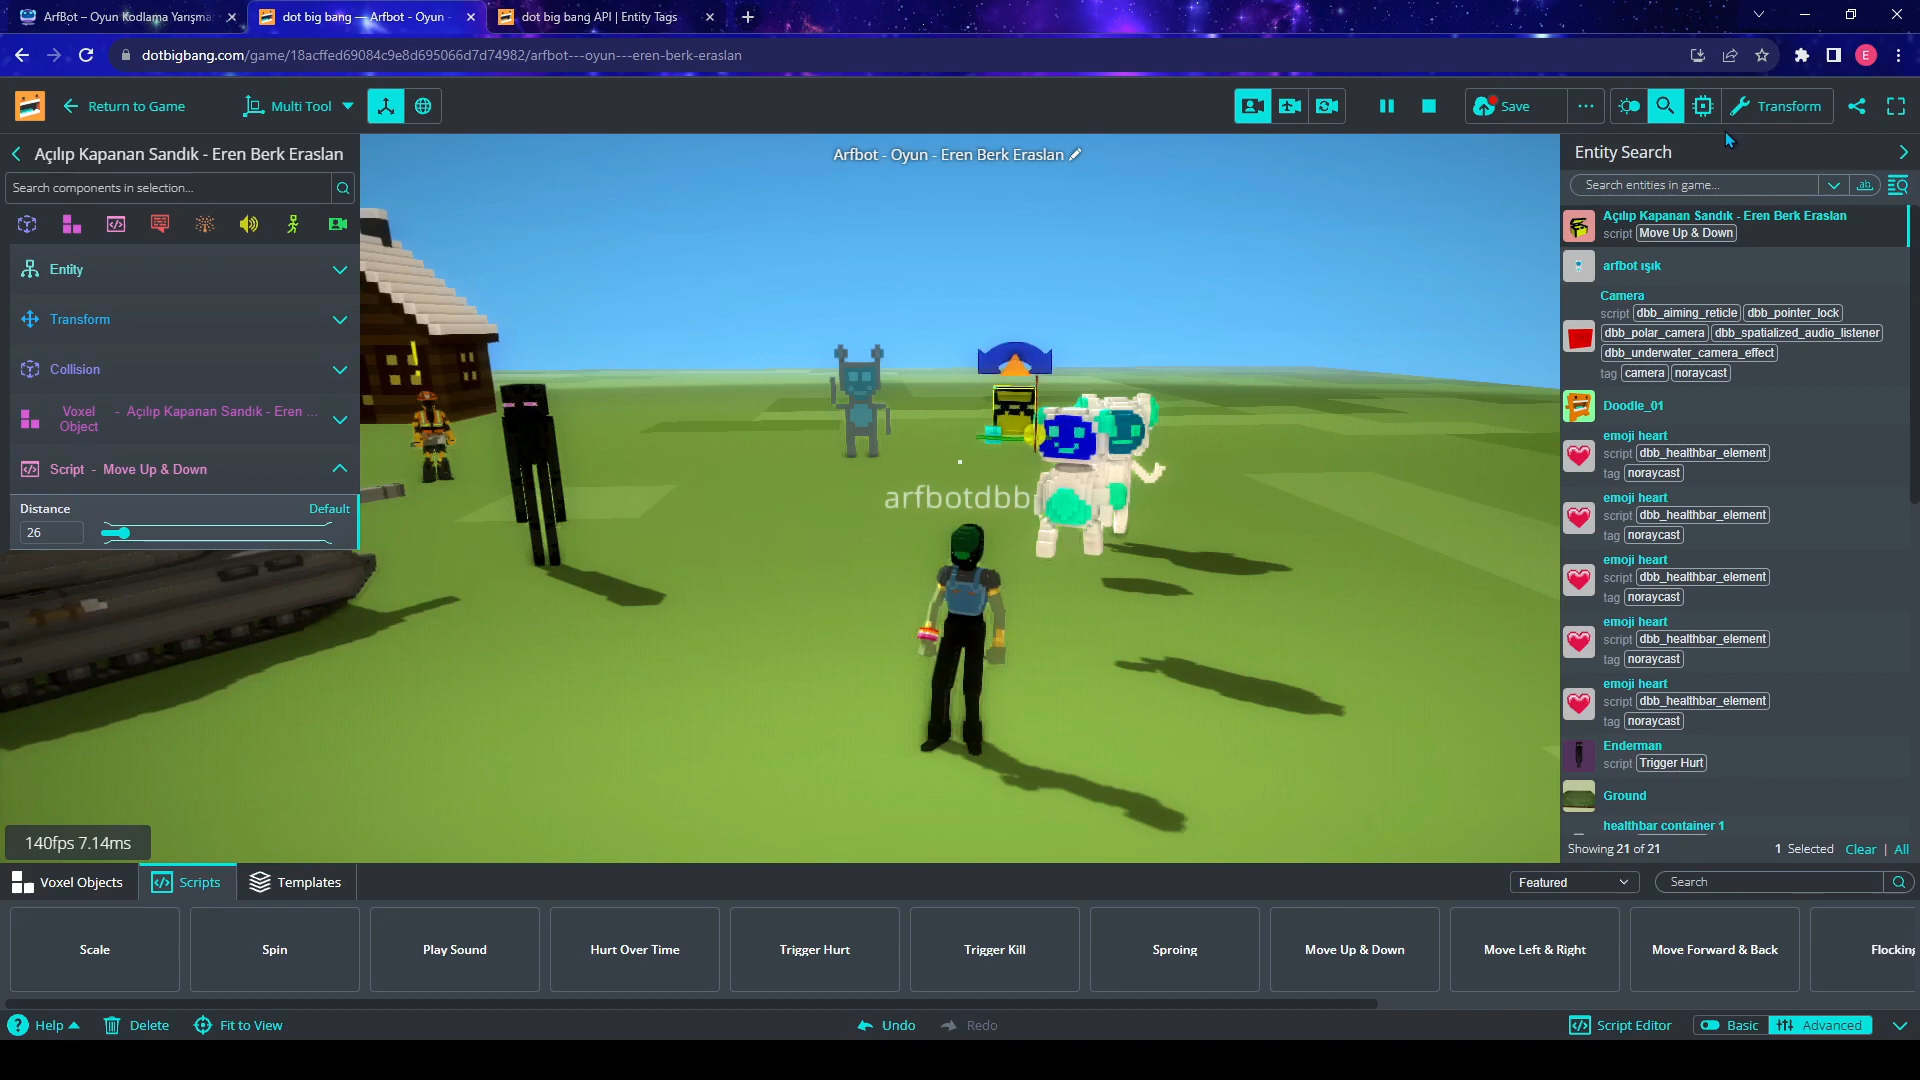 ArfBot – Oyun Kodlama Yarışma
dot big bang — Arfbot - Oyun -
dot big bang API | Entity Tags
dotbigbang.com/game/18acffed69084c9e8d695066d7d74982/arfbot---oyun---eren-berk-eraslan
E
Return to Game
Multi Tool
Save
Transform
Açılıp Kapanan Sandık - Eren Berk Eraslan
Search components in selection...
Entity
Transform
Collision
Voxel Object - Açılıp Kapanan Sandık - Eren ...
Script - Move Up & Down
Distance
Default
26
Arfbot - Oyun - Eren Berk Eraslan
arfbotdbb
140fps 7.14ms
Entity Search
Search entities in game...
ab
Açılıp Kapanan Sandık - Eren Berk Eraslan
script Move Up & Down
arfbot ışık
Camera
script dbb_aiming_reticle dbb_pointer_lock
dbb_polar_camera dbb_spatialized_audio_listener
dbb_underwater_camera_effect
tag camera noraycast
Doodle_01
emoji heart
script dbb_healthbar_element
tag noraycast
emoji heart
script dbb_healthbar_element
tag noraycast
emoji heart
script dbb_healthbar_element
tag noraycast
emoji heart
script dbb_healthbar_element
tag noraycast
emoji heart
script dbb_healthbar_element
tag noraycast
Enderman
script Trigger Hurt
Ground
healthbar container 1
Showing 21 of 21
1 Selected Clear | All
Voxel Objects
Scripts
Templates
Featured
Search
Scale
Spin
Play Sound
Hurt Over Time
Trigger Hurt
Trigger Kill
Sproing
Move Up & Down
Move Left & Right
Move Forward & Back
Flocking
? Help
Delete
Fit to View
Undo
Redo
Script Editor
Basic
Advanced